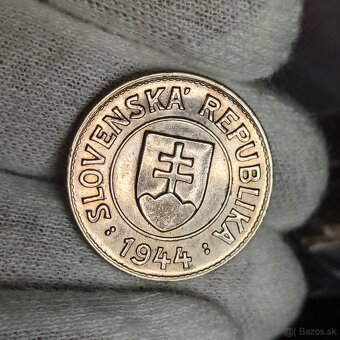 SLOVENSKÁ REPUBLIKA
: 1944 :
@( Bazos.sk